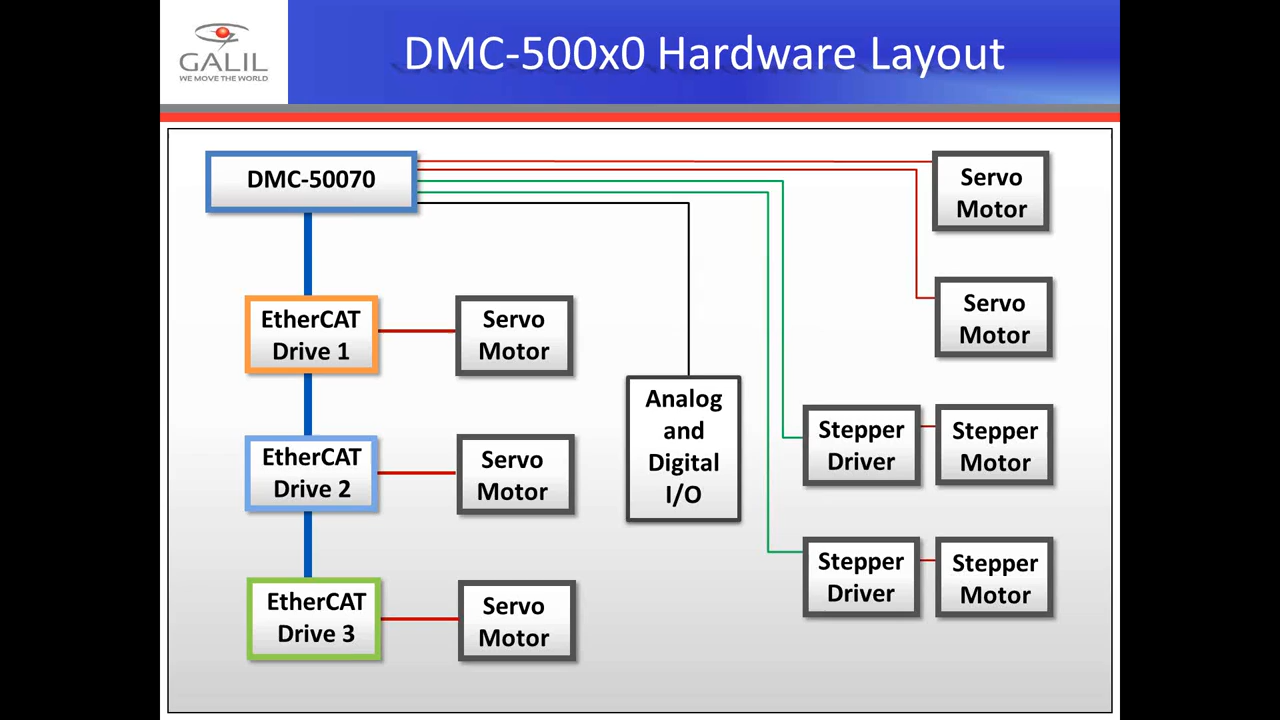 GALIL
WE MOVE THE WORLD
DMC-500x0 Hardware Layout
DMC-50070
Servo
Motor
Servo
Motor
EtherCAT
Drive 1
Servo
Motor
Analog
and
Digital
I/O
Stepper
Driver
Stepper
Motor
EtherCAT
Drive 2
Servo
Motor
Stepper
Driver
Stepper
Motor
EtherCAT
Drive 3
Servo
Motor